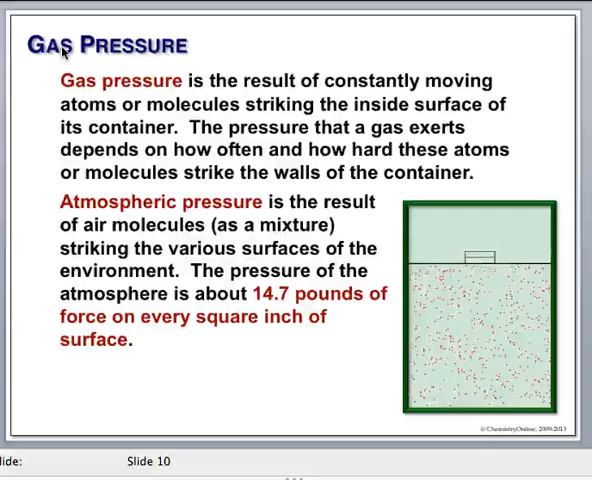 GAS PRESSURE
Gas pressure is the result of constantly moving
atoms or molecules striking the inside surface of
its container. The pressure that a gas exerts
depends on how often and how hard these atoms
or molecules strike the walls of the container.
Atmospheric pressure is the result
of air molecules (as a mixture)
striking the various surfaces of the
environment. The pressure of the
atmosphere is about 14.7 pounds of
force on every square inch of
surface.
© ChemistryOnline, 2009-2013
lide:
Slide 10